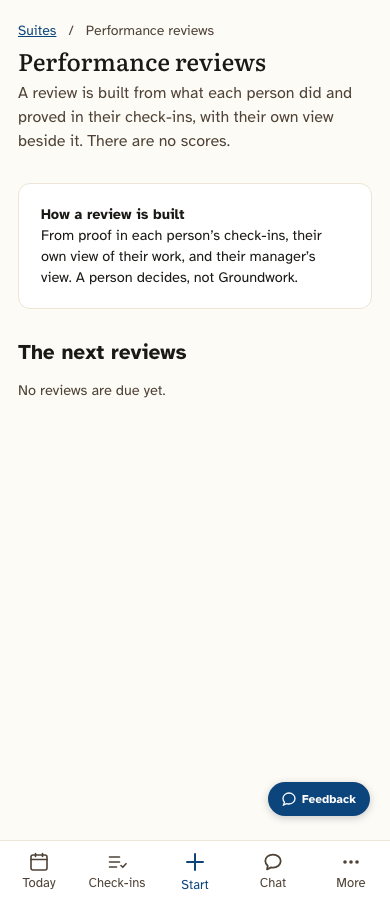 Suites / Performance reviews
Performance reviews
A review is built from what each person did and
proved in their check-ins, with their own view
beside it. There are no scores.
How a review is built
From proof in each person’s check-ins, their
own view of their work, and their manager’s
view. A person decides, not Groundwork.
The next reviews
No reviews are due yet.
Feedback
Today Check-ins Start Chat More